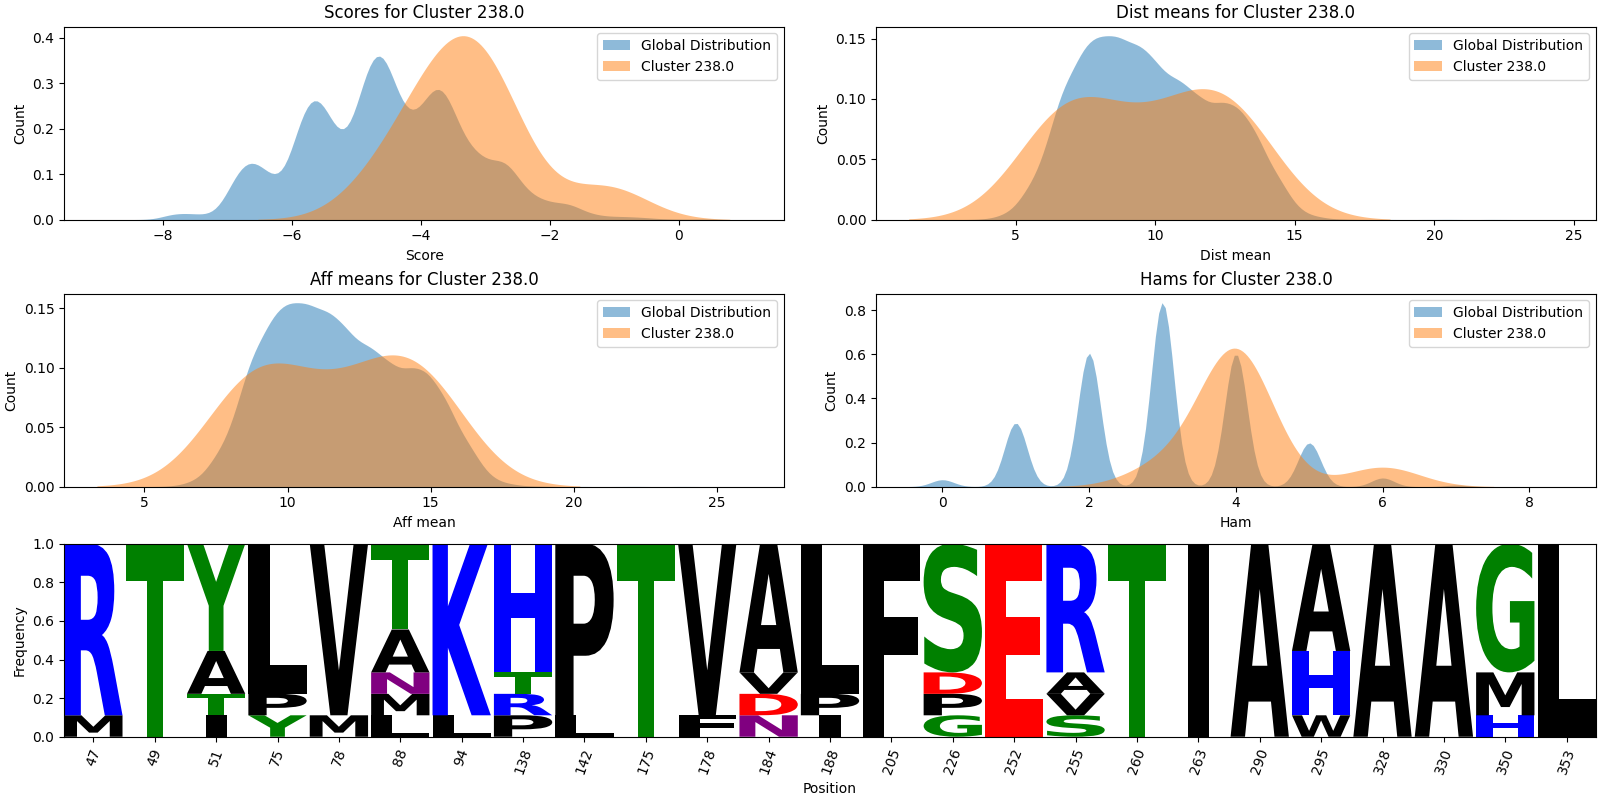 Scores for Cluster 238.0
Count
0.4
0.3
0.2
0.1
0.0
−8 −6 −4 −2 0
Score
Global Distribution
Cluster 238.0
Dist means for Cluster 238.0
Count
0.15
0.10
0.05
0.00
5 10 15 20 25
Dist mean
Global Distribution
Cluster 238.0
Aff means for Cluster 238.0
Count
0.15
0.10
0.05
0.00
5 10 15 20 25
Aff mean
Global Distribution
Cluster 238.0
Hams for Cluster 238.0
Count
0.8
0.6
0.4
0.2
0.0
0 2 4 6 8
Ham
Global Distribution
Cluster 238.0
Frequency
1.0
0.8
0.6
0.4
0.2
0.0
R T Y L V T K H P T V A L F S E R T I A A A A G L
47 49 51 75 78 88 94 138 142 175 178 184 186 205 226 252 255 260 263 290 295 328 330 350 353
Position